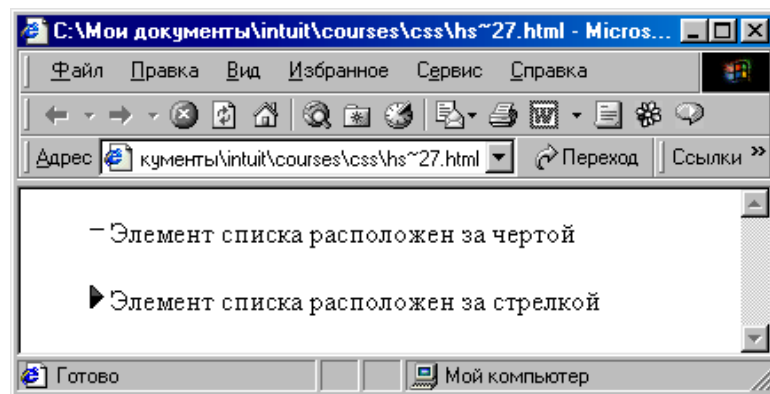 C:\Мои документы\intuit\courses\css\hs~27.html - Micros...
Файл Правка Вид Избранное Сервис Справка
Адрес кументы\intuit\courses\css\hs~27.html Переход Ссылки »
Элемент списка расположен за чертой
Элемент списка расположен за стрелкой
Готово Мой компьютер